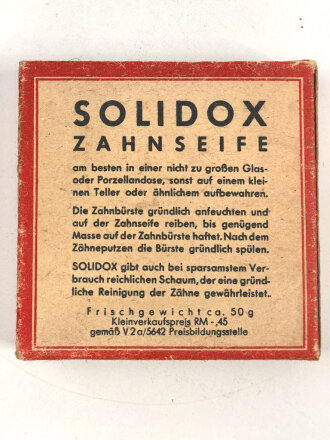 SOLIDOX
ZAHNSEIFE
am besten in einer nicht zu großen Glas-
oder Porzellandose, sonst auf einem klei-
nen Teller oder ähnlichem aufbewahren.
Die Zahnbürste gründlich anfeuchten und
auf der Zahnseife reiben, bis genügend
Masse auf der Zahnbürste haftet. Nach dem
Zähneputzen die Bürste gründlich spülen.
SOLIDOX gibt auch bei sparsamstem Ver-
brauch reichlichen Schaum, der eine gründ-
liche Reinigung der Zähne gewährleistet.
Frischgewicht ca. 50g
Kleinverkaufspreis RM -,45
gemäß V2a/5642 Preisbildungsstelle